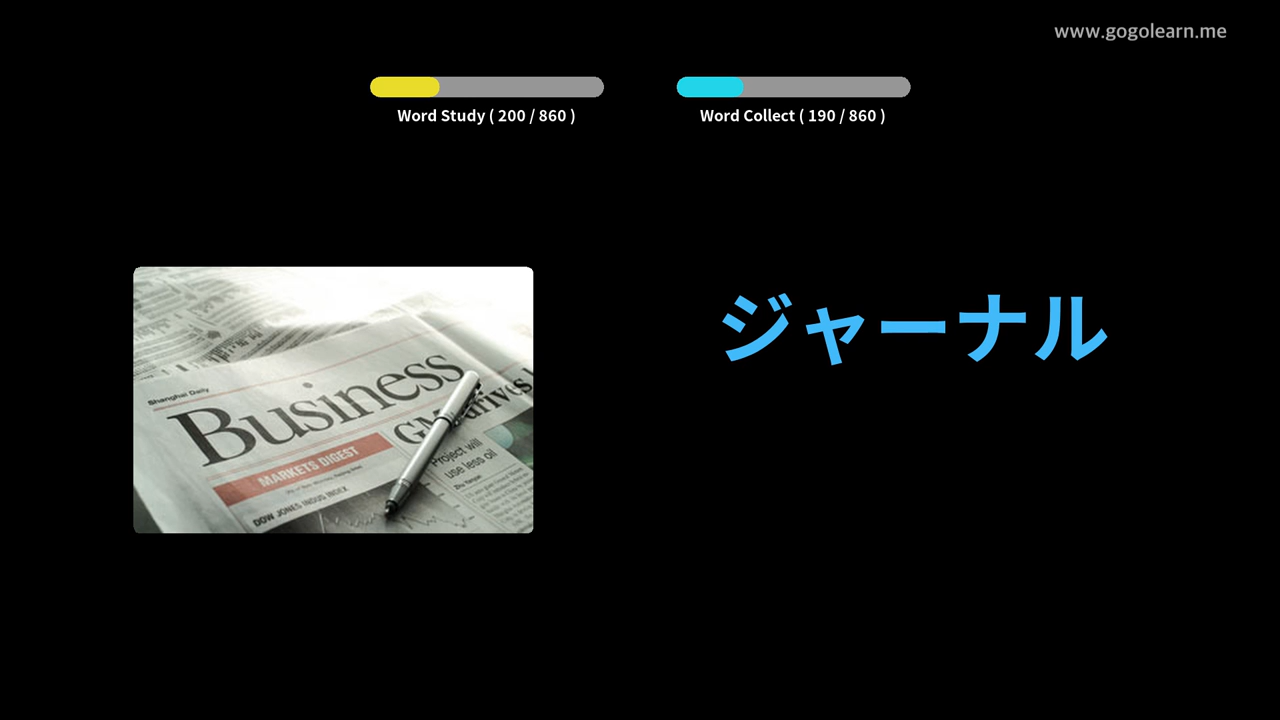 www.gogolearn.me
Word Study ( 200 / 860 )
Word Collect ( 190 / 860 )
ジャーナル
Shanghai Daily
Business
MARKETS DIGEST
DOW JONES INDUS INDEX
Project will
use less oil